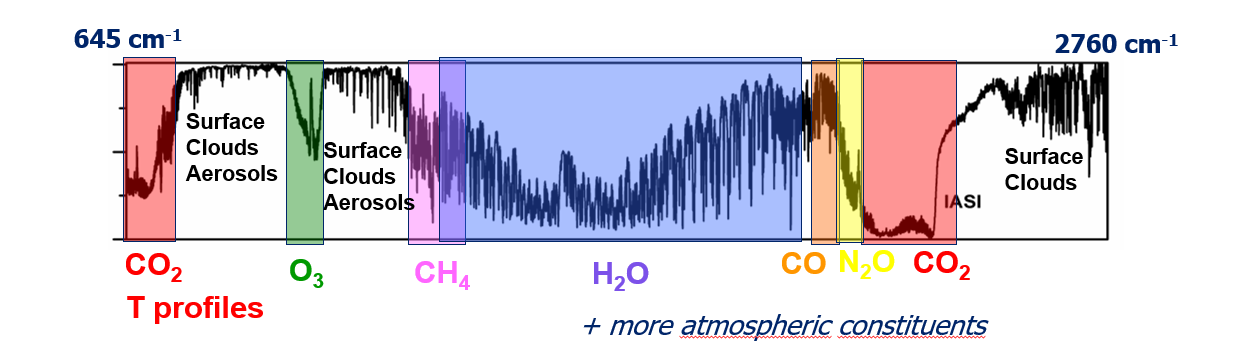 645 cm-1
2760 cm-1
Surface
Clouds
Aerosols
Surface
Clouds
Aerosols
Surface
Clouds
IASI
CO2
O3
CH4
H2O
CO
N2O
CO2
T profiles
+ more atmospheric constituents